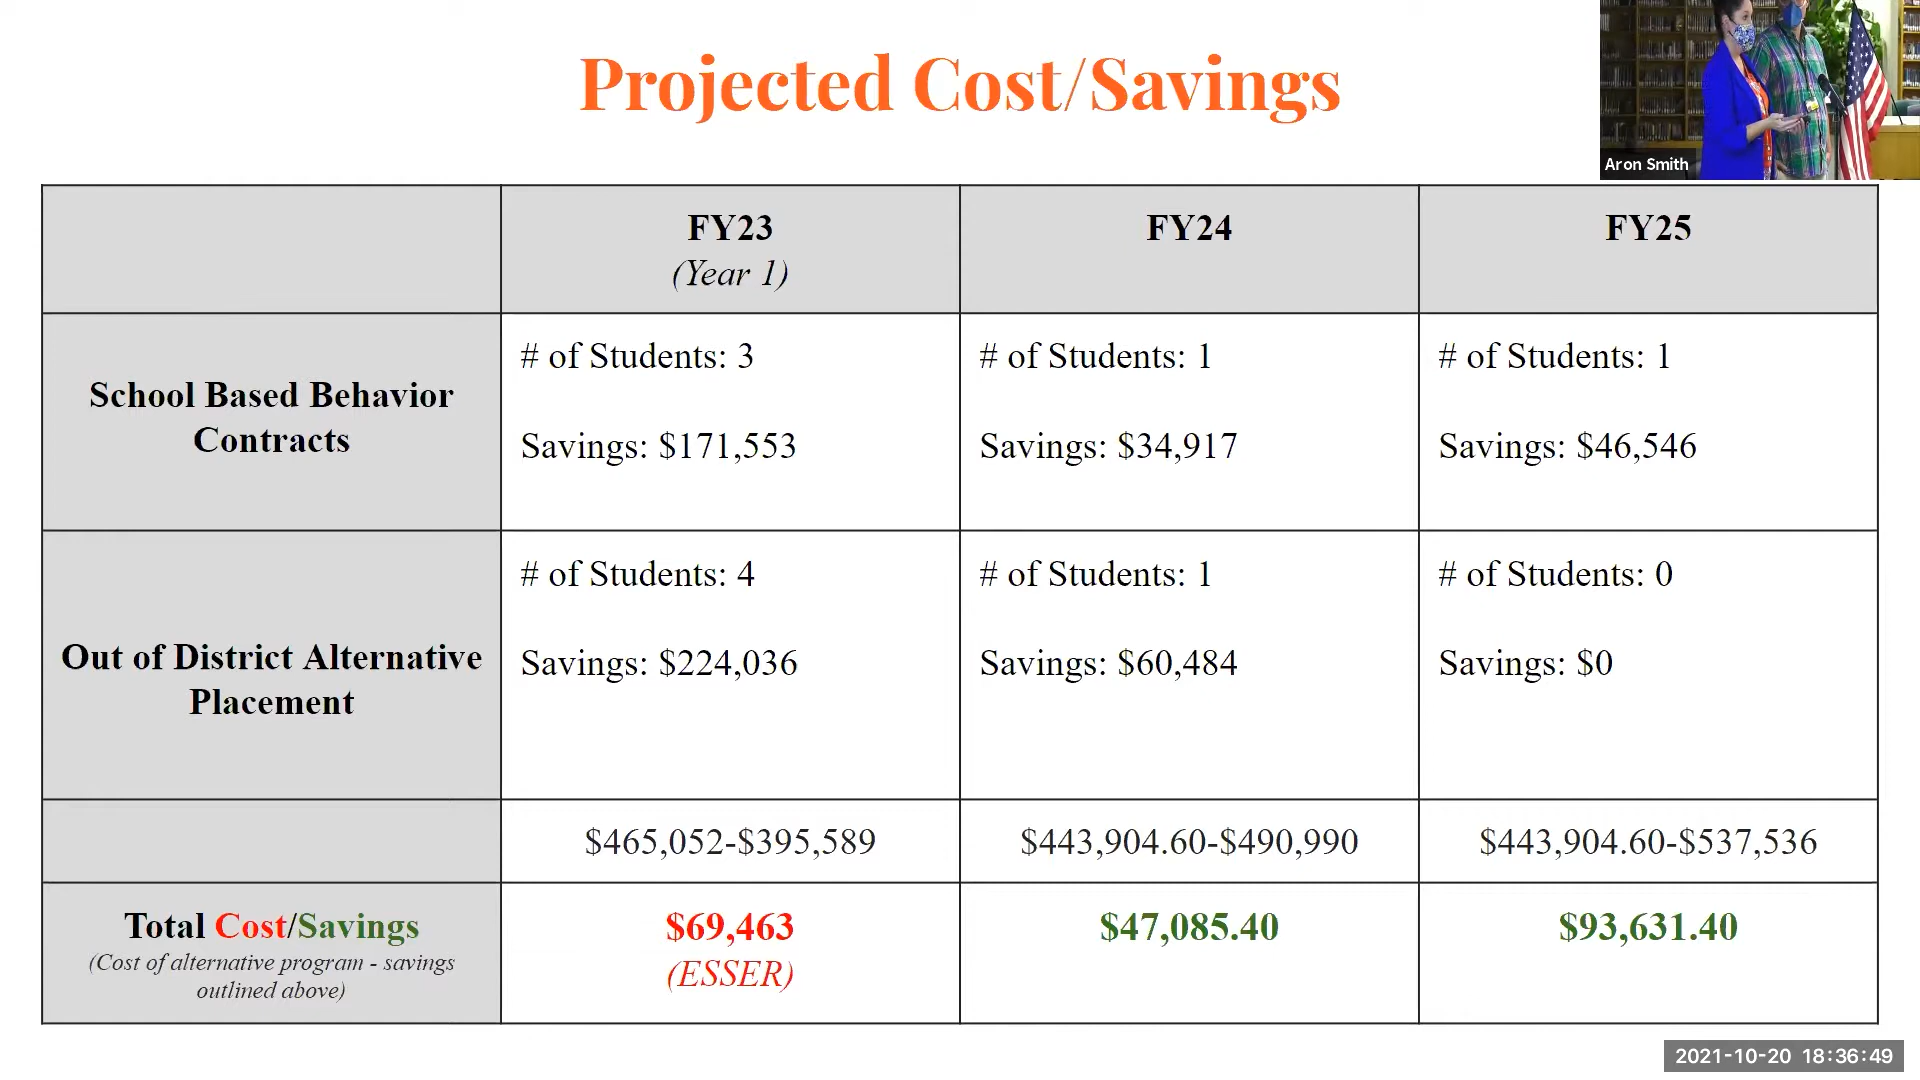 Projected Cost/Savings
Aron Smith
FY23
(Year 1)
FY24
FY25
School Based Behavior
Contracts
# of Students: 3
Savings: $171,553
# of Students: 1
Savings: $34,917
# of Students: 1
Savings: $46,546
Out of District Alternative
Placement
# of Students: 4
Savings: $224,036
# of Students: 1
Savings: $60,484
# of Students: 0
Savings: $0
$465,052-$395,589
$443,904.60-$490,990
$443,904.60-$537,536
Total Cost/Savings
(Cost of alternative program - savings
outlined above)
$69,463
(ESSER)
$47,085.40
$93,631.40
2021-10-20 18:36:49